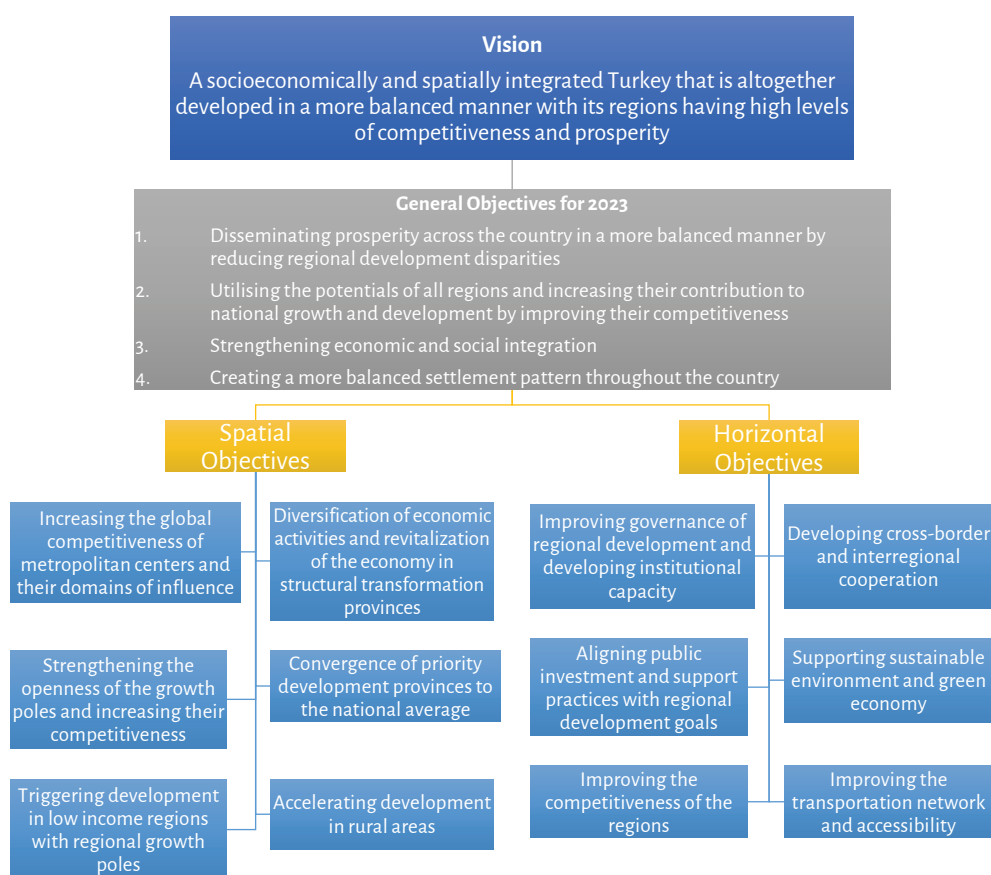 Vision
A socioeconomically and spatially integrated Turkey that is altogether
developed in a more balanced manner with its regions having high levels
of competitiveness and prosperity
General Objectives for 2023
1. Disseminating prosperity across the country in a more balanced manner by
reducing regional development disparities
2. Utilising the potentials of all regions and increasing their contribution to
national growth and development by improving their competitiveness
3. Strengthening economic and social integration
4. Creating a more balanced settlement pattern throughout the country
Spatial
Objectives
Increasing the global
competitiveness of
metropolitan centers and
their domains of influence
Diversification of economic
activities and revitalization
of the economy in
structural transformation
provinces
Strengthening the
openness of the growth
poles and increasing their
competitiveness
Convergence of priority
development provinces to
the national average
Triggering development
in low income regions
with regional growth
poles
Accelerating development
in rural areas
Horizontal
Objectives
Improving governance of
regional development and
developing institutional
capacity
Developing cross-border
and interregional
cooperation
Aligning public
investment and support
practices with regional
development goals
Supporting sustainable
environment and green
economy
Improving the
competitiveness of the
regions
Improving the
transportation network
and accessibility